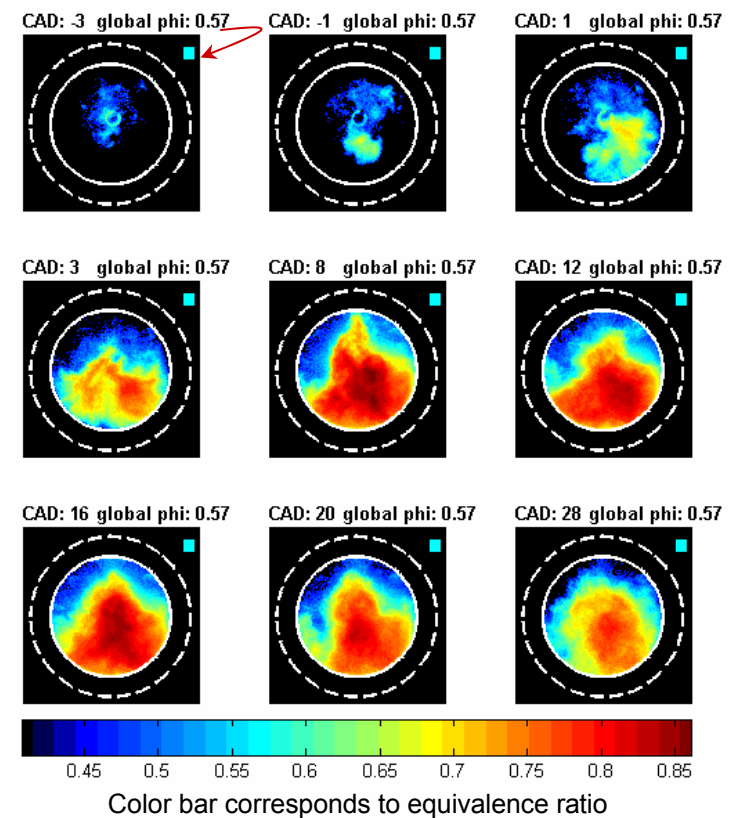 CAD: -3 global phi: 0.57 CAD: -1 global phi: 0.57 CAD: 1 global phi: 0.57
CAD: 3 global phi: 0.57 CAD: 8 global phi: 0.57 CAD: 12 global phi: 0.57
CAD: 16 global phi: 0.57 CAD: 20 global phi: 0.57 CAD: 28 global phi: 0.57
0.45 0.5 0.55 0.6 0.65 0.7 0.75 0.8 0.85
Color bar corresponds to equivalence ratio